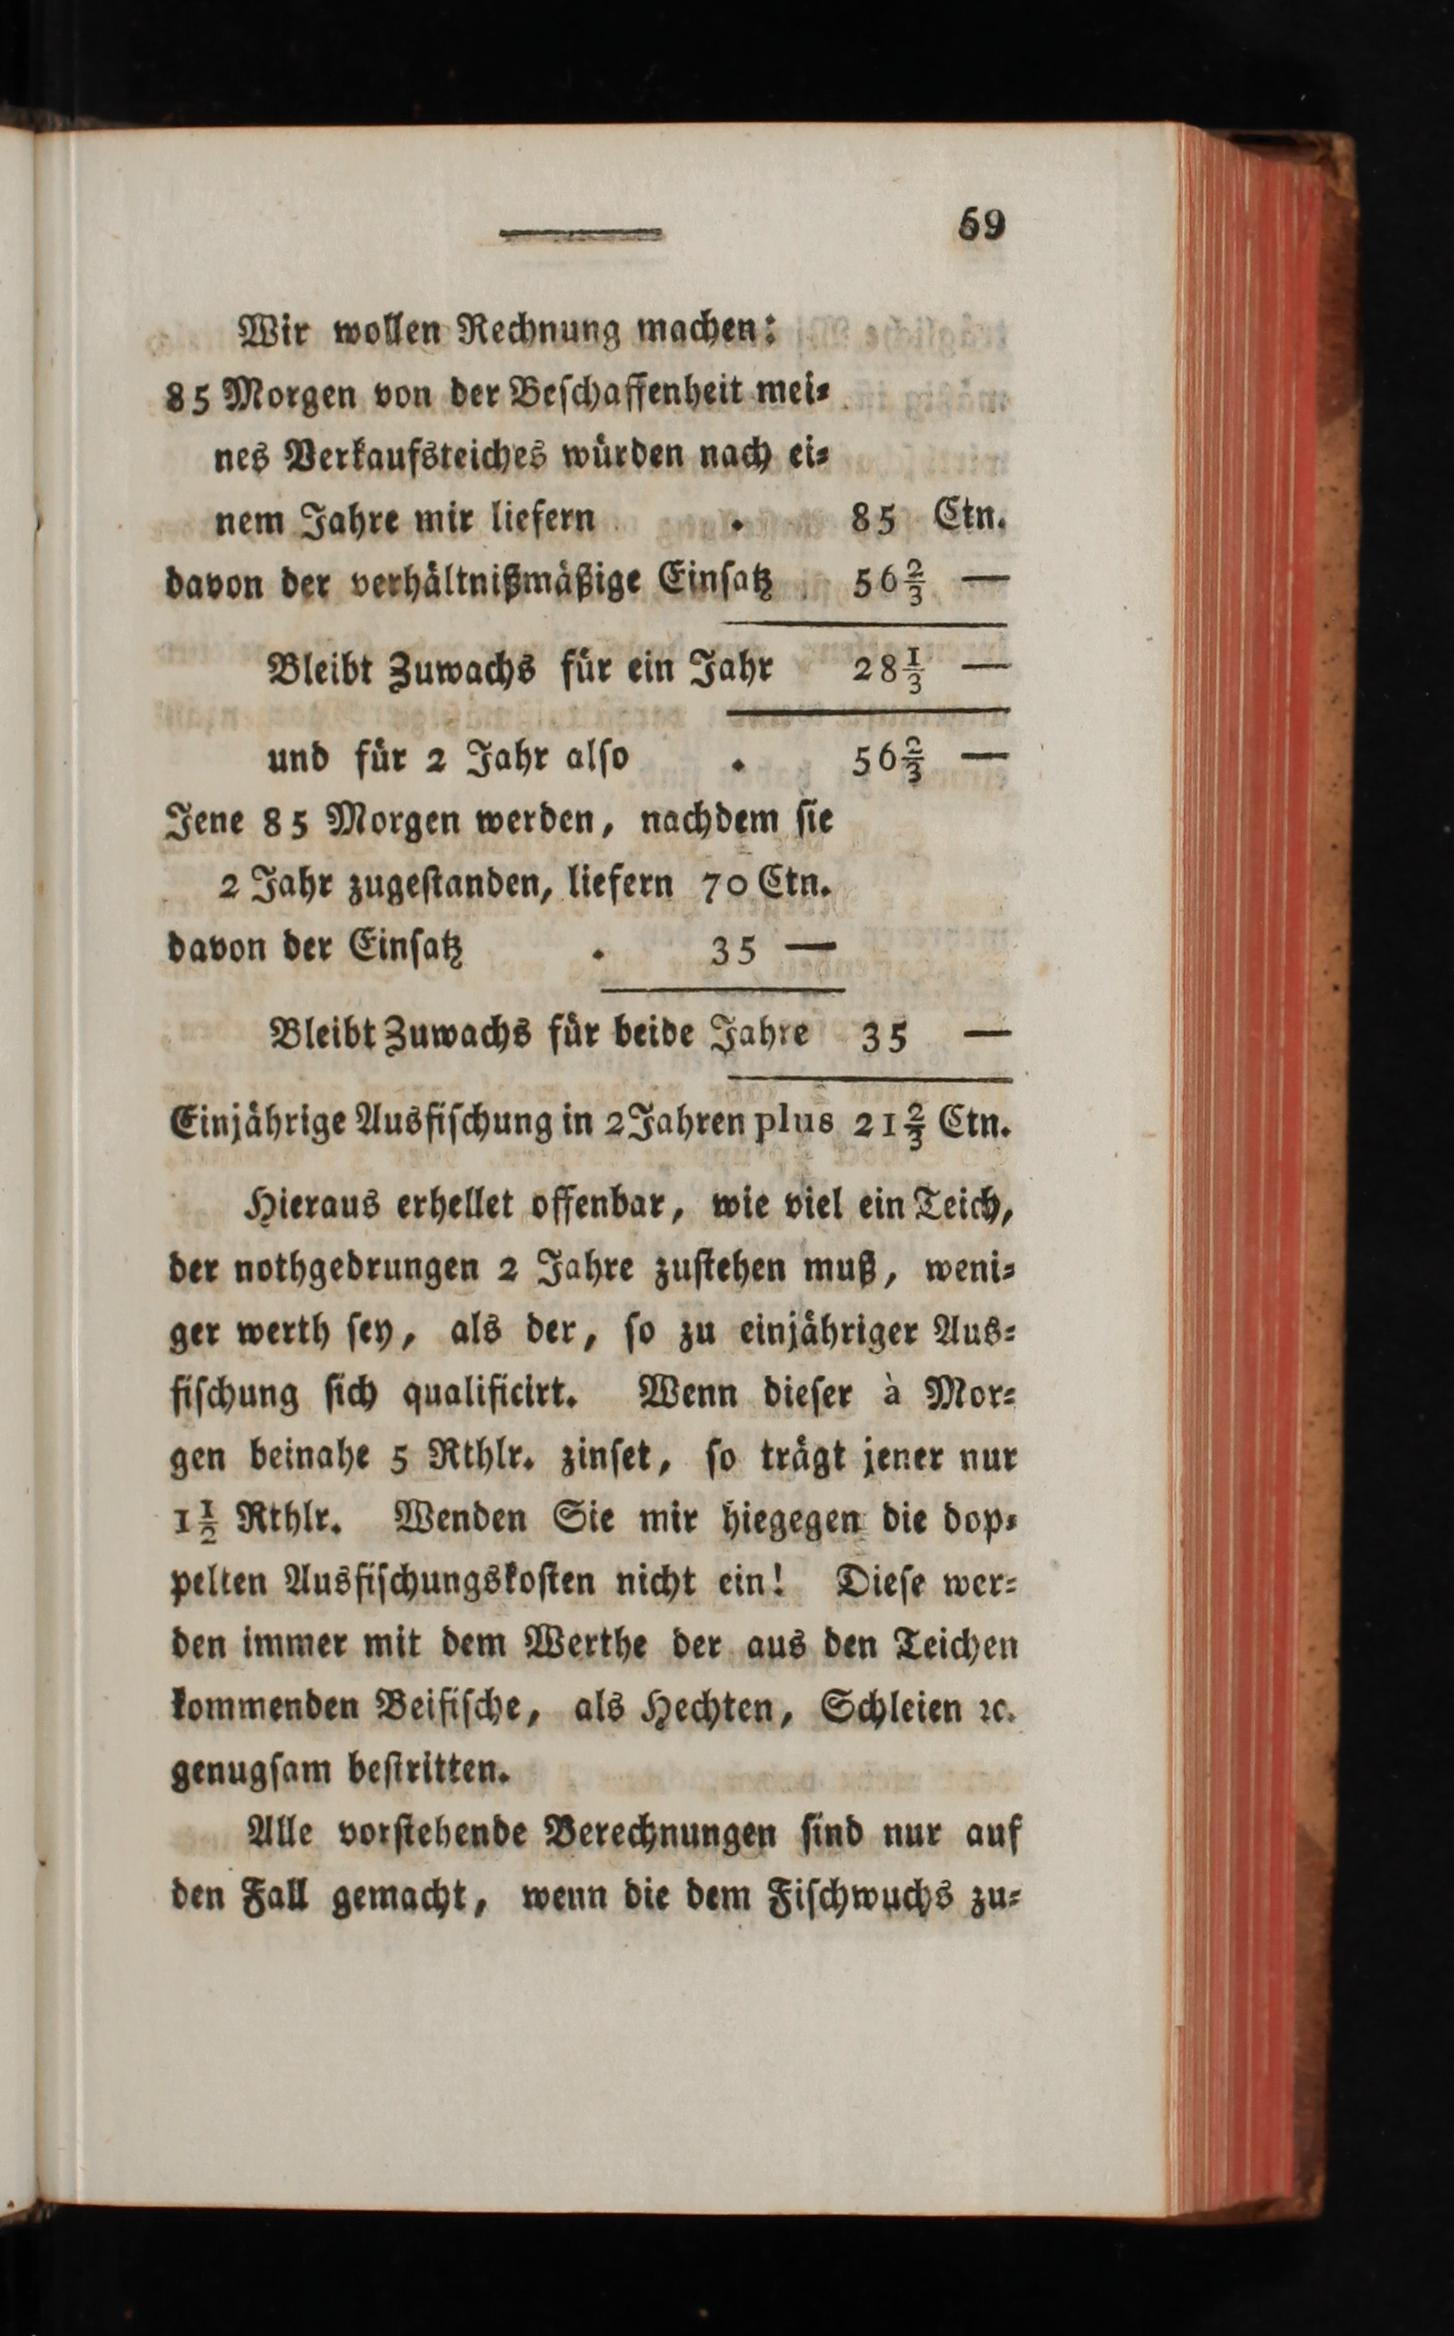 59
Wir wollen Rechnung machen:
85 Morgen von der Beſchaffenheit mei⸗
nes Verkaufsteiches würden nach ei⸗
nem Jahre mir liefern . 85 Ctn.
davon der verhältnißmäßige Einſatz 56⅔ —
Bleibt Zuwachs für ein Jahr 28⅓ —
und für 2 Jahr alſo . 56⅔ —
Jene 85 Morgen werden, nachdem ſie
2 Jahr zugeſtanden, liefern 70 Ctn.
davon der Einſatz . 35 —
Bleibt Zuwachs für beide Jahre 35 —
Einjährige Ausfiſchung in 2 Jahren plus 21⅔ Ctn.
Hieraus erhellet offenbar, wie viel ein Teich,
der nothgedrungen 2 Jahre zuſtehen muß, weni⸗
ger werth ſey, als der, ſo zu einjähriger Aus⸗
fiſchung ſich qualificirt. Wenn dieſer à Mor⸗
gen beinahe 5 Rthlr. zinſet, ſo trägt jener nur
1½ Rthlr. Wenden Sie mir hiegegen die dop⸗
pelten Ausfiſchungskoſten nicht ein! Dieſe wer⸗
den immer mit dem Werthe der aus den Teichen
kommenden Beifiſche, als Hechten, Schleien ꝛc.
genugſam beſtritten.
Alle vorſtehende Berechnungen ſind nur auf
den Fall gemacht, wenn die dem Fiſchwuchs zu⸗